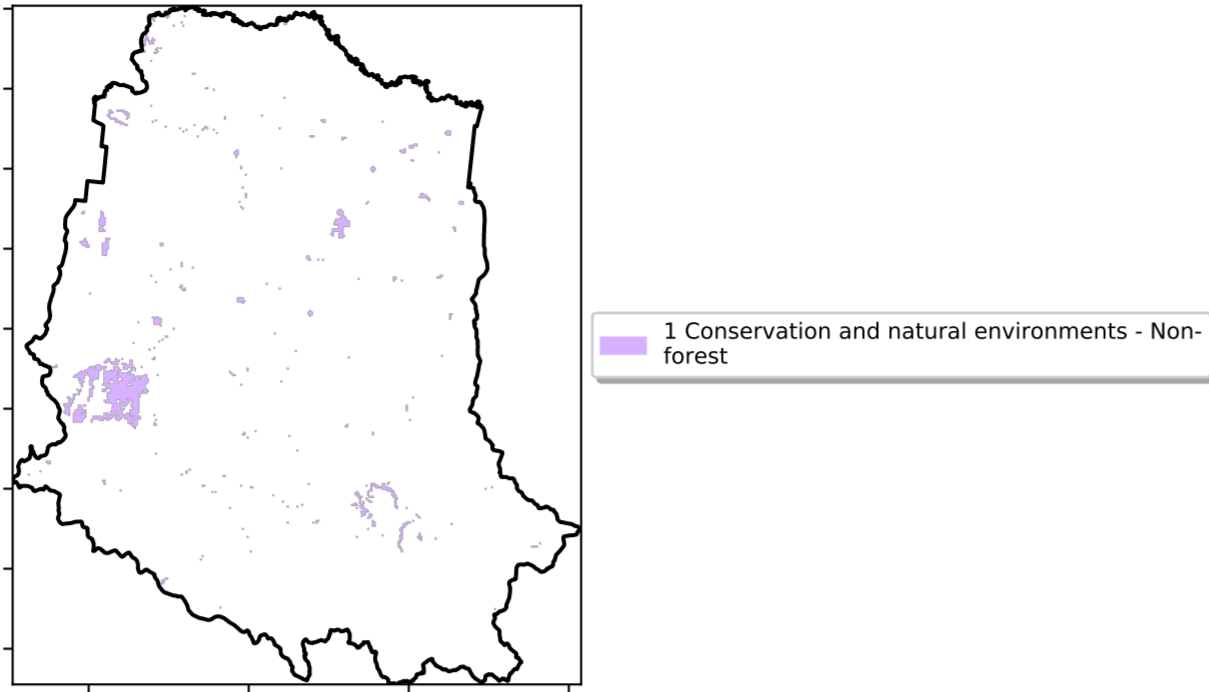 1 Conservation and natural environments - Non-
forest